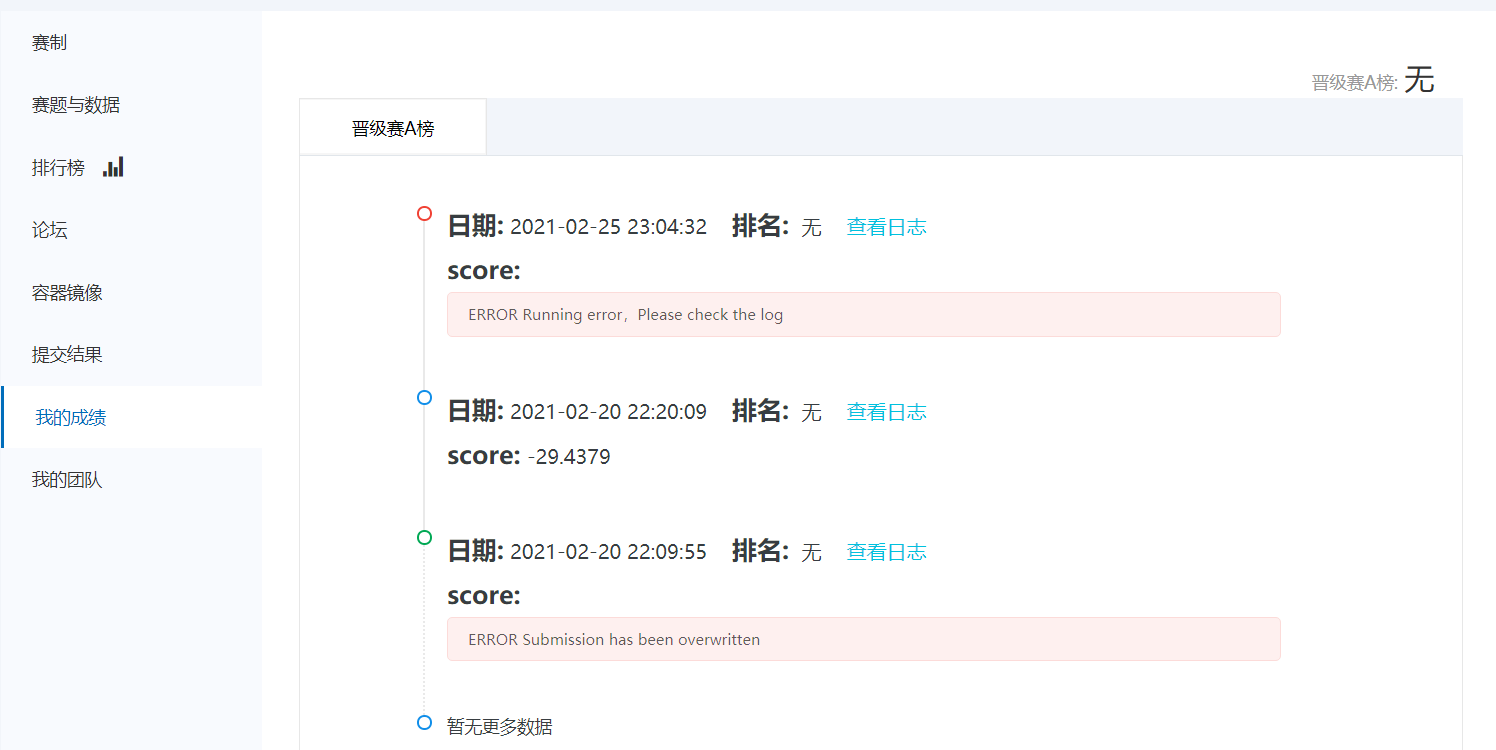 赛制
赛题与数据
排行榜
论坛
容器镜像
提交结果
我的成绩
我的团队
晋级赛A榜: 无
晋级赛A榜
日期: 2021-02-25 23:04:32 排名: 无 查看日志
score:
ERROR Running error，Please check the log
日期: 2021-02-20 22:20:09 排名: 无 查看日志
score: -29.4379
日期: 2021-02-20 22:09:55 排名: 无 查看日志
score:
ERROR Submission has been overwritten
暂无更多数据